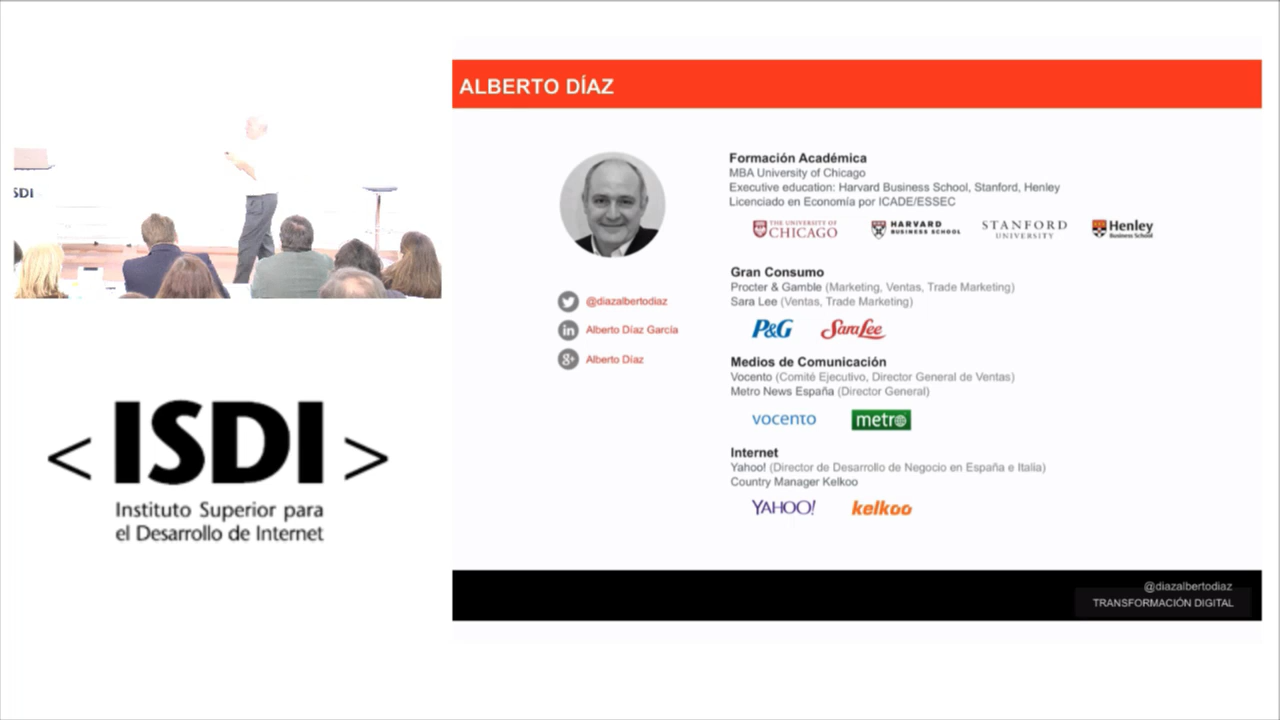 ALBERTO DÍAZ
SDI
< ISDI >
Instituto Superior para
el Desarrollo de Internet
@diazalbertodiaz
Alberto Díaz García
Alberto Díaz
Formación Académica
MBA University of Chicago
Executive education: Harvard Business School, Stanford, Henley
Licenciado en Economía por ICADE/ESSEC
THE UNIVERSITY OF
CHICAGO
HARVARD
BUSINESS SCHOOL
STANFORD
UNIVERSITY
Henley
Business School
Gran Consumo
Procter & Gamble (Marketing, Ventas, Trade Marketing)
Sara Lee (Ventas, Trade Marketing)
P&G SaraLee
Medios de Comunicación
Vocento (Comité Ejecutivo, Director General de Ventas)
Metro News España (Director General)
vocento metro
Internet
Yahoo! (Director de Desarrollo de Negocio en España e Italia)
Country Manager Kelkoo
YAHOO! kelkoo
@diazalbertodiaz
TRANSFORMACIÓN DIGITAL